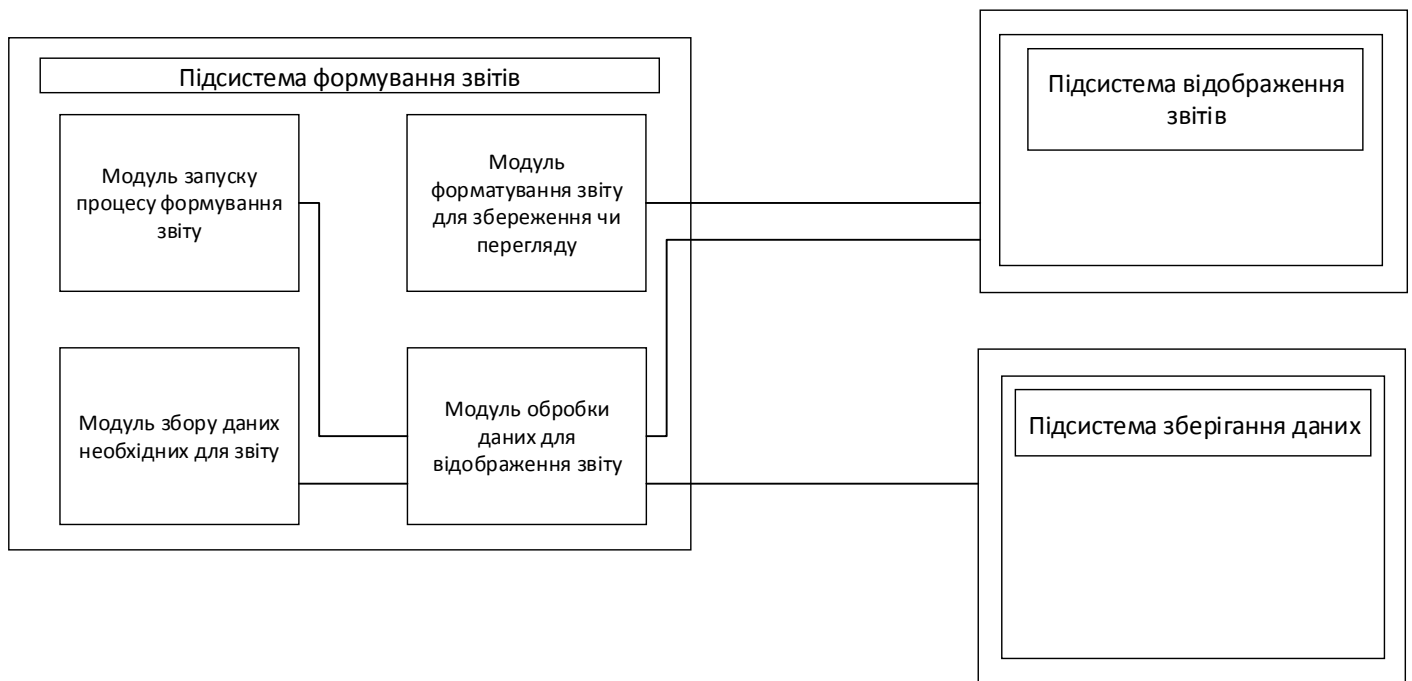 Підсистема формування звітів
Модуль запуску
процесу формування
звіту
Модуль
форматування звіту
для збереження чи
перегляду
Модуль збору даних
необхідних для звіту
Модуль обробки
даних для
відображення звіту
Підсистема відображення
звітів
Підсистема зберігання даних